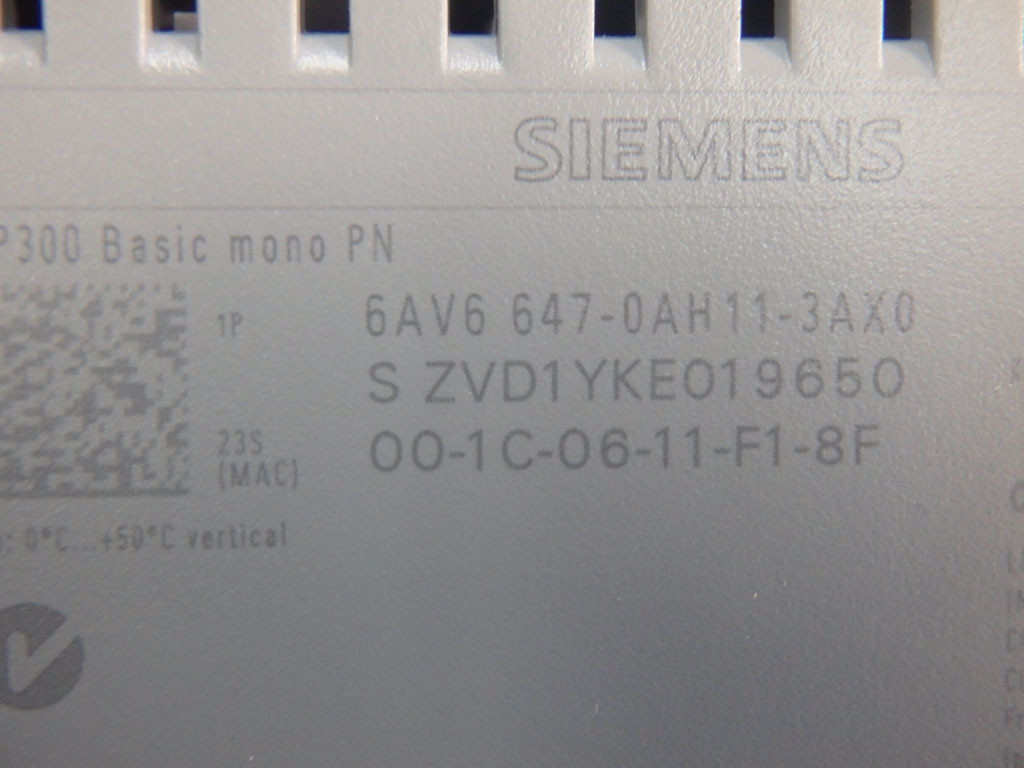 SIEMENS
P300 Basic mono PN
1P 6AV6 647-0AH11-3AX0
S ZVD1YKE019650
23S (MAC) 00-1C-06-11-F1-8F
0°C...+50°C vertical